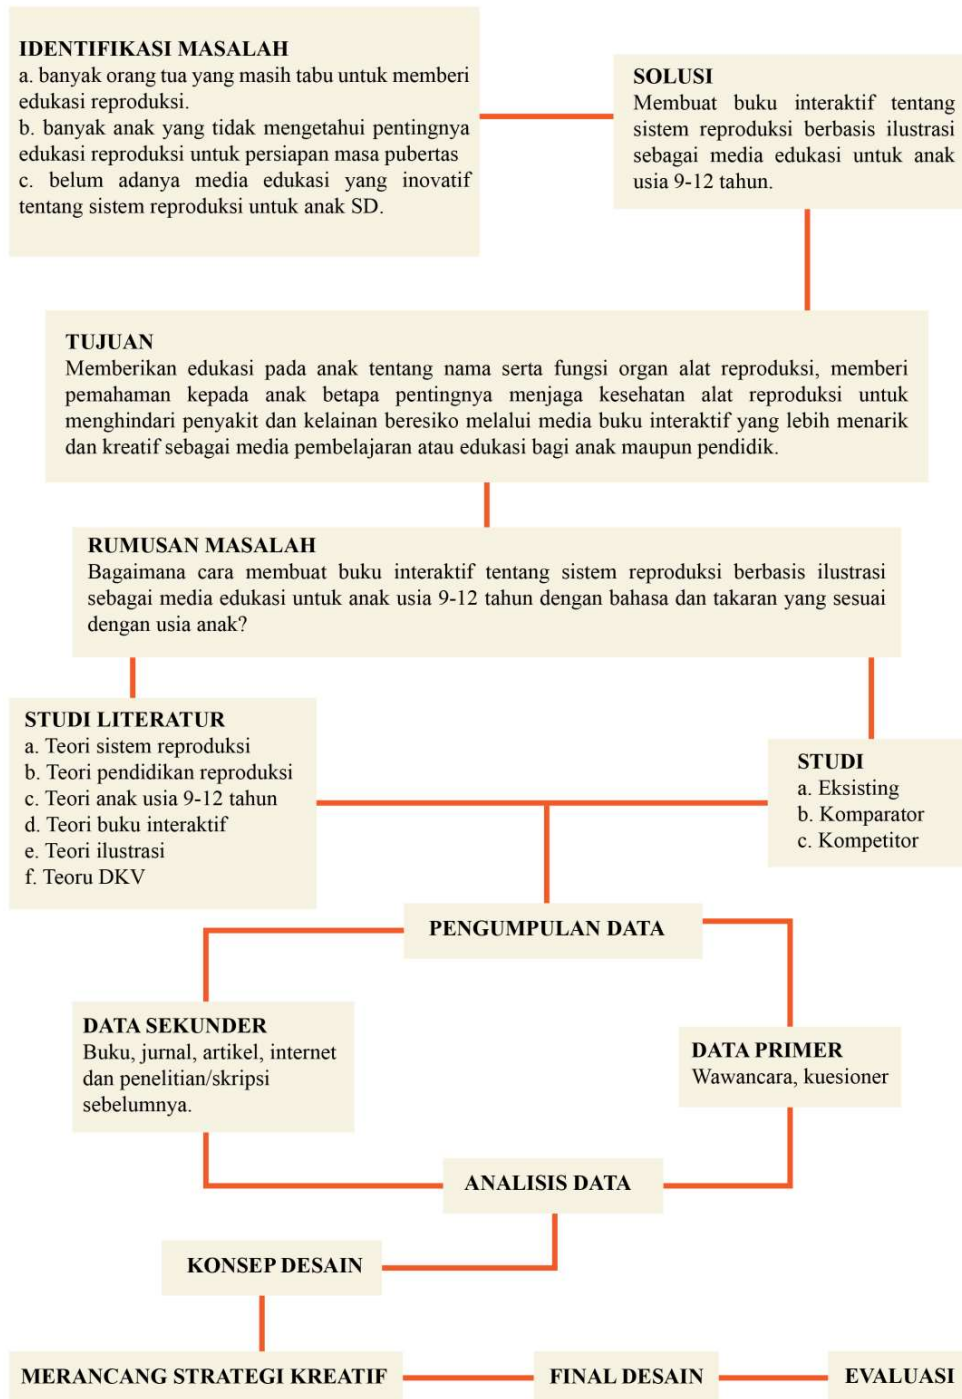 IDENTIFIKASI MASALAH
a. banyak orang tua yang masih tabu untuk memberi
edukasi reproduksi.
b. banyak anak yang tidak mengetahui pentingnya
edukasi reproduksi untuk persiapan masa pubertas
c. belum adanya media edukasi yang inovatif
tentang sistem reproduksi untuk anak SD.
SOLUSI
Membuat buku interaktif tentang
sistem reproduksi berbasis ilustrasi
sebagai media edukasi untuk anak
usia 9-12 tahun.
TUJUAN
Memberikan edukasi pada anak tentang nama serta fungsi organ alat reproduksi, memberi
pemahaman kepada anak betapa pentingnya menjaga kesehatan alat reproduksi untuk
menghindari penyakit dan kelainan beresiko melalui media buku interaktif yang lebih menarik
dan kreatif sebagai media pembelajaran atau edukasi bagi anak maupun pendidik.
RUMUSAN MASALAH
Bagaimana cara membuat buku interaktif tentang sistem reproduksi berbasis ilustrasi
sebagai media edukasi untuk anak usia 9-12 tahun dengan bahasa dan takaran yang sesuai
dengan usia anak?
STUDI LITERATUR
a. Teori sistem reproduksi
b. Teori pendidikan reproduksi
c. Teori anak usia 9-12 tahun
d. Teori buku interaktif
e. Teori ilustrasi
f. Teoru DKV
STUDI
a. Eksisting
b. Komparator
c. Kompetitor
PENGUMPULAN DATA
DATA SEKUNDER
Buku, jurnal, artikel, internet
dan penelitian/skripsi
sebelumnya.
DATA PRIMER
Wawancara, kuesioner
ANALISIS DATA
KONSEP DESAIN
MERANCANG STRATEGI KREATIF
FINAL DESAIN
EVALUASI